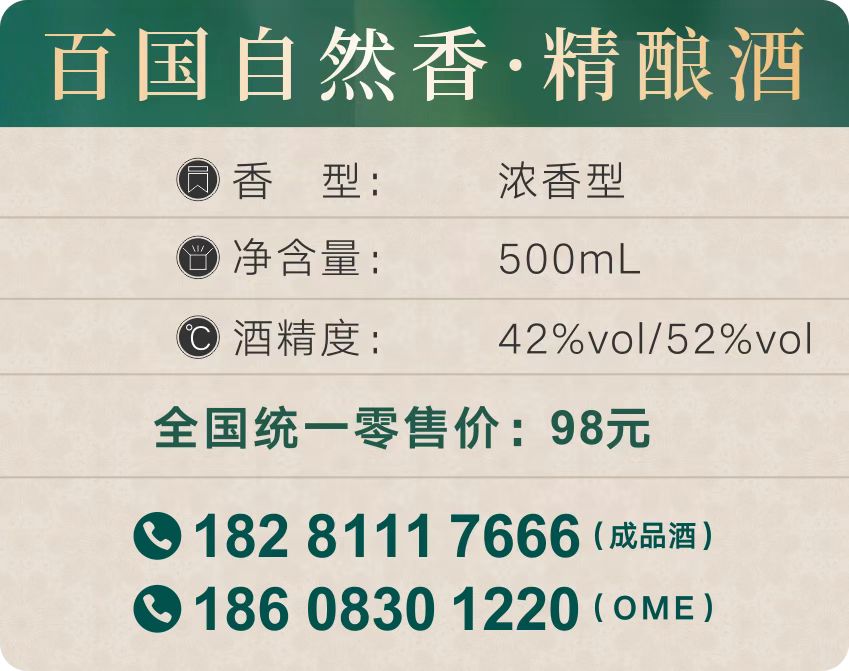 百国自然香·精酿酒
香 型: 浓香型
净含量: 500mL
酒精度: 42%vol/52%vol
全国统一零售价: 98元
182 8111 7666 (成品酒)
186 0830 1220 (OME)